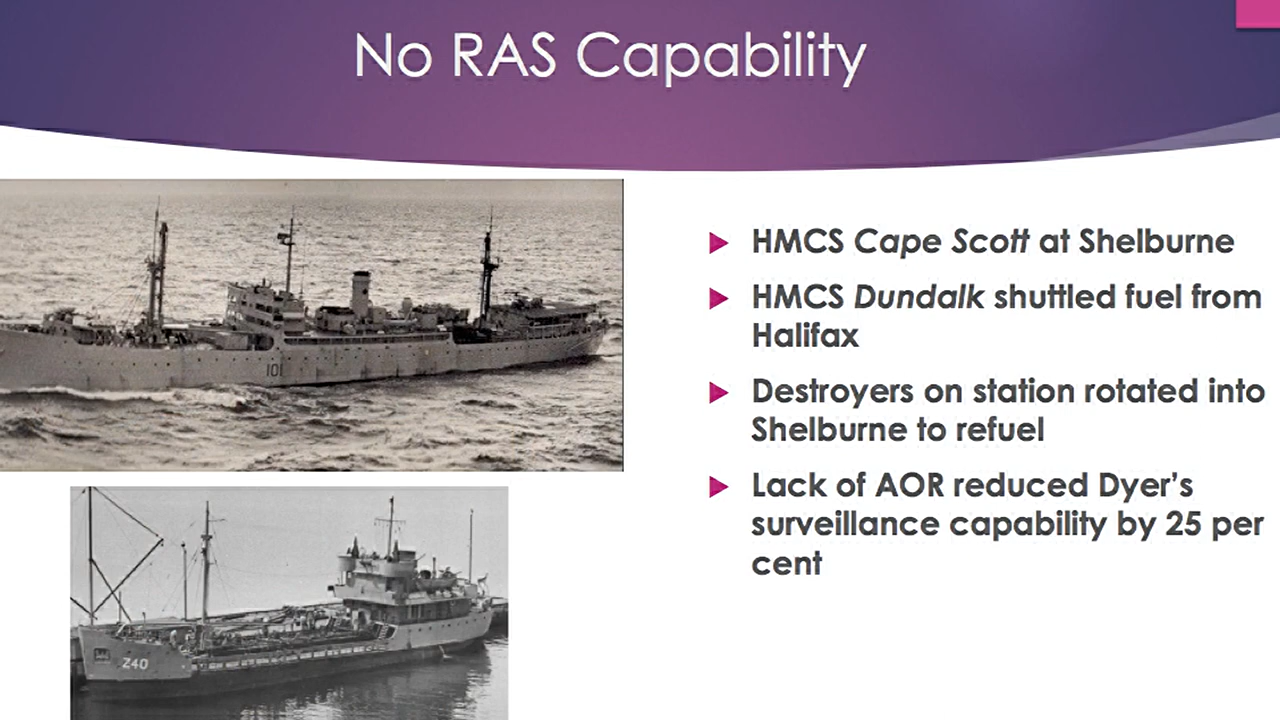 No RAS Capability
HMCS Cape Scott at Shelburne
HMCS Dundalk shuttled fuel from
Halifax
Destroyers on station rotated into
Shelburne to refuel
Lack of AOR reduced Dyer's
surveillance capability by 25 per
cent
101
Z40